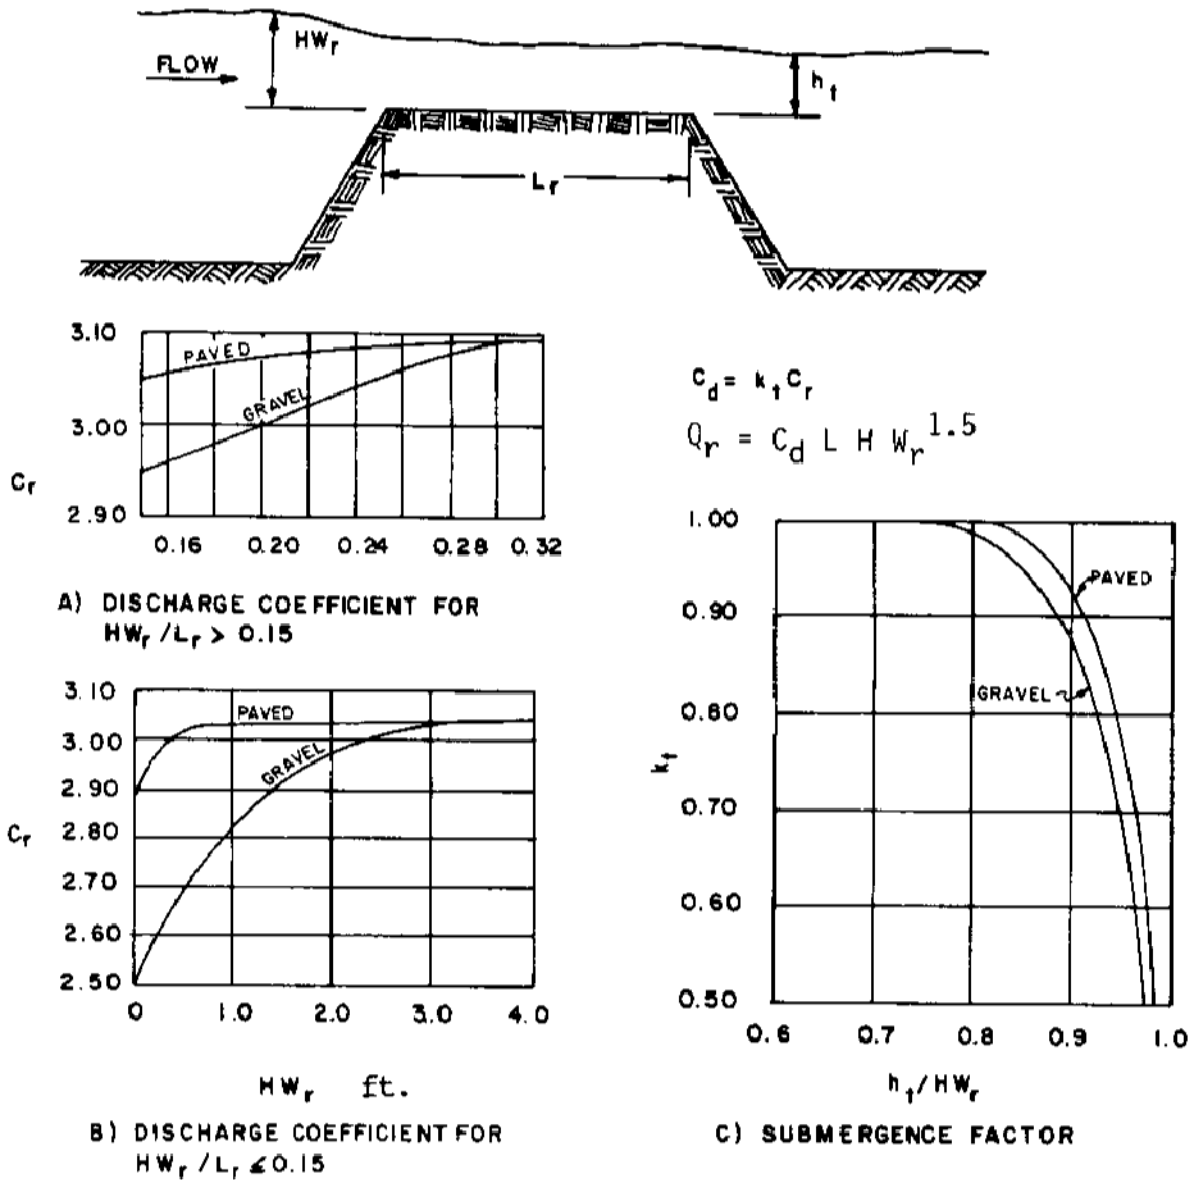 HWr
FLOW
ht
Lr
3.10
PAVED
GRAVEL
3.00
Cr
2.90
0.16 0.20 0.24 0.28 0.32
A) DISCHARGE COEFFICIENT FOR
HWr /Lr > 0.15
Cd = kt Cr
Qr = Cd L H Wr 1.5
3.10
PAVED
3.00
GRAVEL
2.90
Cr 2.80
2.70
2.60
2.50
0 1.0 2.0 3.0 4.0
HWr ft.
B) DISCHARGE COEFFICIENT FOR
HWr /Lr ≤ 0.15
1.00
PAVED
0.90
GRAVEL
0.80
kt
0.70
0.60
0.50
0.6 0.7 0.8 0.9 1.0
ht/HWr
C) SUBMERGENCE FACTOR